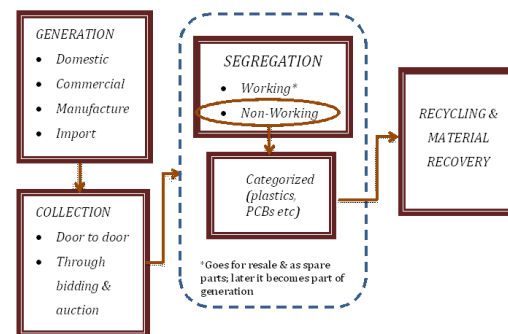 GENERATION
• Domestic
• Commercial
• Manufacture
• Import
COLLECTION
• Door to door
• Through
bidding &
auction
SEGREGATION
• Working*
• Non-Working
Categorized
(plastics,
PCBs etc)
*Goes for resale & as spare
parts; later it becomes part of
generation
RECYCLING &
MATERIAL
RECOVERY